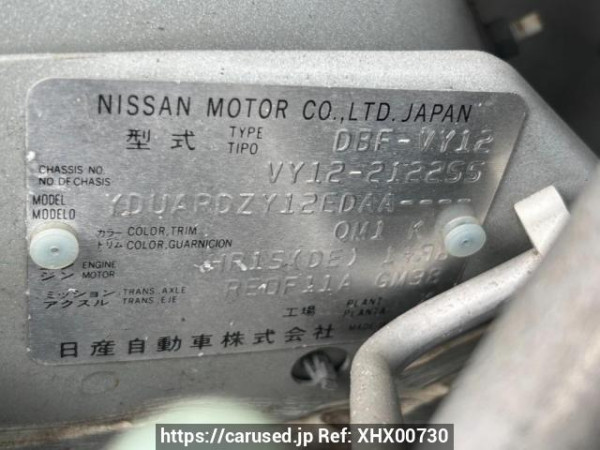 NISSAN MOTOR CO.,LTD. JAPAN
型式 TYPE TIPO DBF-VY12
CHASSIS NO. NO. DE CHASIS VY12-212255
MODEL MODELO YDUARDZY12EDAA----
カラー COLOR, TRIM トリム COLOR, GUARNICION QM1 K
ENGINE ジン MOTOR HR15(DE)
ミッション TRANS. AXLE アクスル TRANS. EJE RE0F11A
工場 PLANT PLANTA
日産自動車株式会社 MADE
https://carused.jp Ref: XHX00730